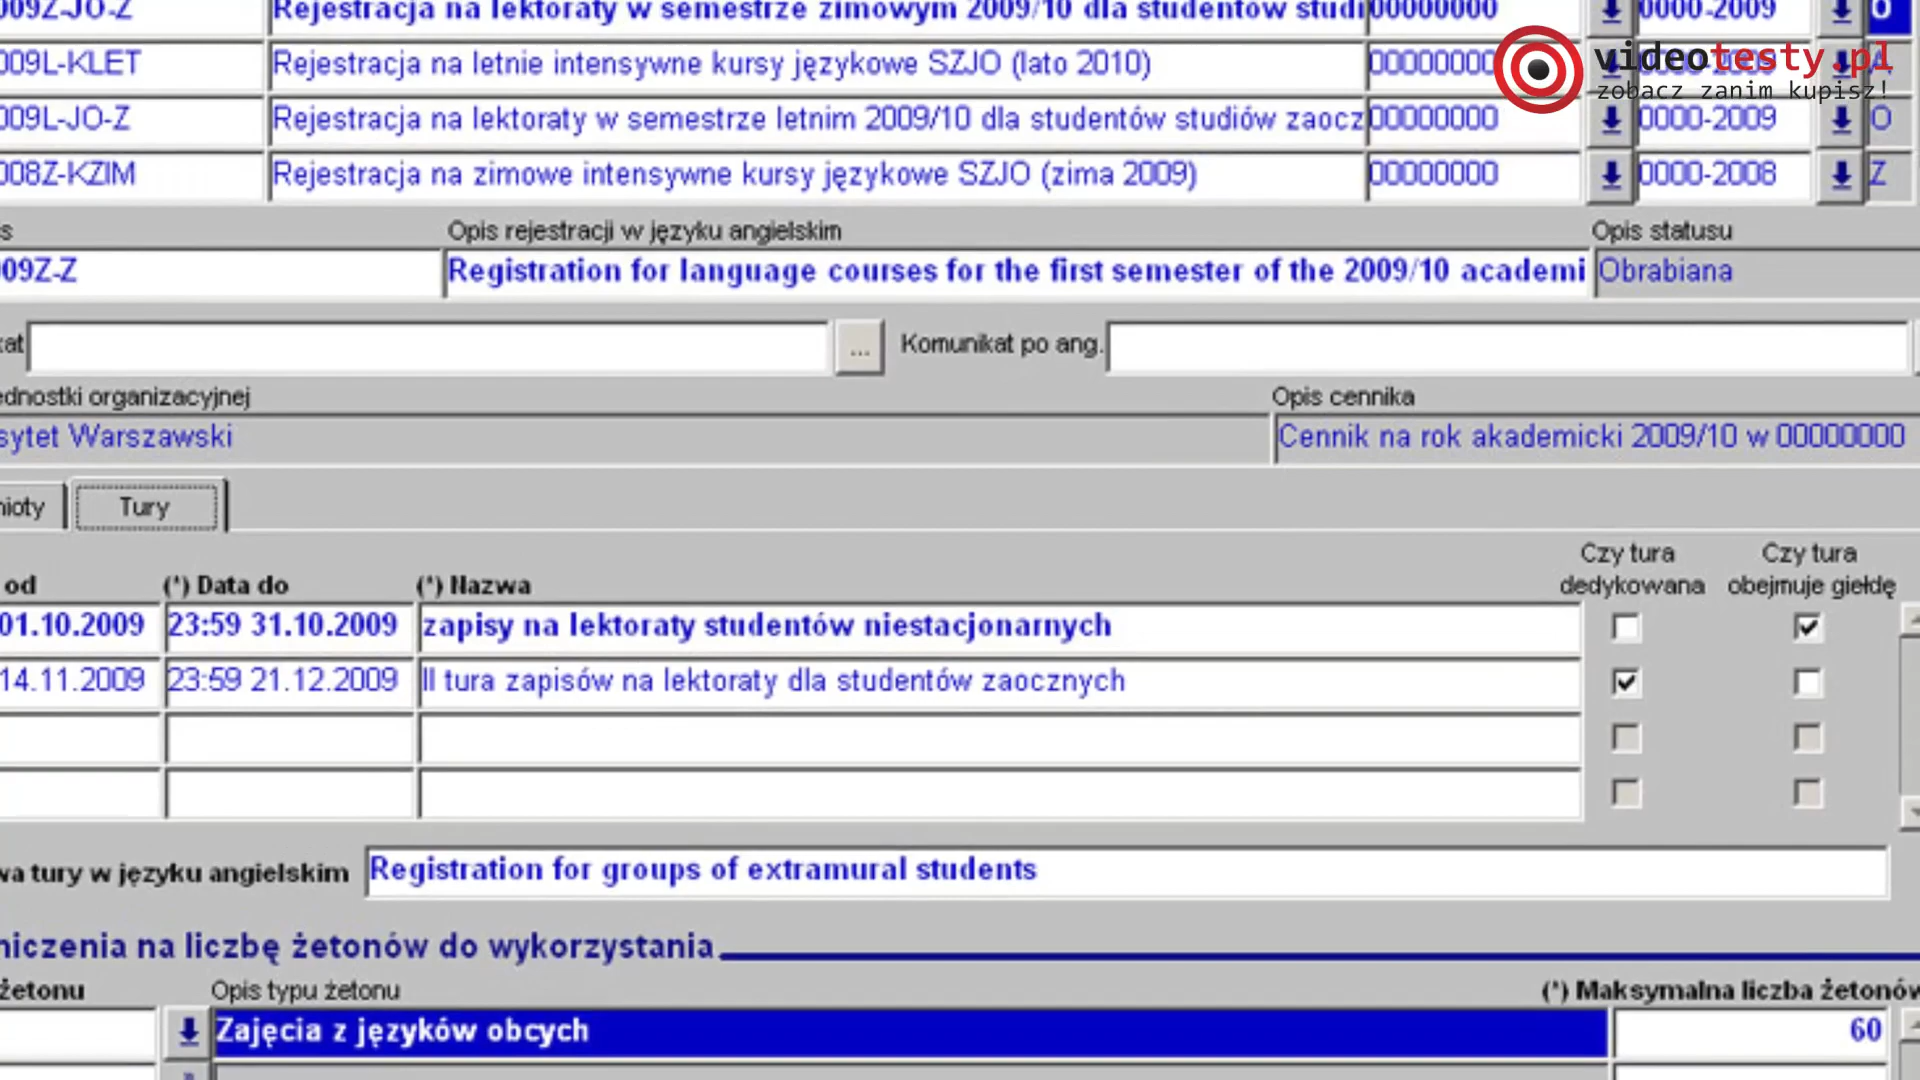 009Z-JO-Z Rejestracja na lektoraty w semestrze zimowym 2009/10 dla studentów studi 00000000 0000-2009 O
009L-KLET Rejestracja na letnie intensywne kursy językowe SZJO (lato 2010) 00000000
videotesty.pl
zobacz zanim kupisz!
009L-JO-Z Rejestracja na lektoraty w semestrze letnim 2009/10 dla studentów studiów zaocz 00000000 0000-2009 O
008Z-KZIM Rejestracja na zimowe intensywne kursy językowe SZJO (zima 2009) 00000000 0000-2008 Z
s Opis rejestracji w języku angielskim Opis statusu
09Z-Z Registration for language courses for the first semester of the 2009/10 academi Obrabiana
kat ... Komunikat po ang.
ednostki organizacyjnej Opis cennika
sytet Warszawski Cennik na rok akademicki 2009/10 w 00000000
mioty Tury
Czy tura Czy tura
dedykowana obejmuje giełdę
od (*) Data do (*) Nazwa
01.10.2009 23:59 31.10.2009 zapisy na lektoraty studentów niestacjonarnych
14.11.2009 23:59 21.12.2009 II tura zapisów na lektoraty dla studentów zaocznych
wa tury w języku angielskim Registration for groups of extramural students
niczenia na liczbę żetonów do wykorzystania
żetonu Opis typu żetonu (*) Maksymalna liczba żetonów
Zajęcia z języków obcych 60